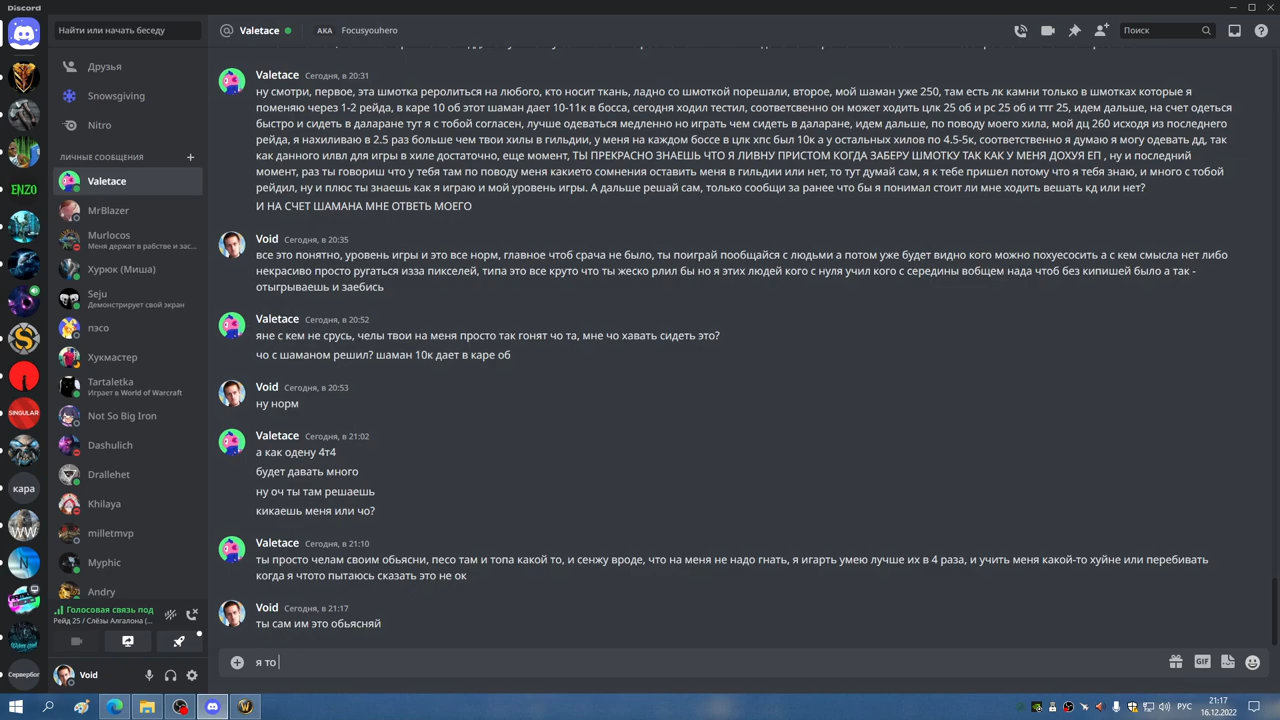 Discord
Найти или начать беседу
Valetace
AKA
Focusyouhero
Поиск
Друзья
Snowsgiving
Nitro
ЛИЧНЫЕ СООБЩЕНИЯ
Valetace
MrBlazer
Murlocos
Меня держат в рабстве и зас...
Хурюк (Миша)
Seju
Демонстрирует свой экран
пэсо
Хукмастер
Tartaletka
Играет в World of Warcraft
Not So Big Iron
Dashulich
Drallehet
Khilaya
milletmvp
Myphic
Andry
Голосовая связь под
Рейд 25 / Слёзы Алгалона (...
Void
ENZO
SINGULAR
кара
WW
N
Сервербог
Valetace Сегодня, в 20:31
ну смотри, первое, эта шмотка реролиться на любого, кто носит ткань, ладно со шмоткой порешали, второе, мой шаман уже 250, там есть лк камни только в шмотках которые я
поменяю через 1-2 рейда, в каре 10 об этот шаман дает 10-11к в босса, сегодня ходил тестил, соответсвенно он может ходить цлк 25 об и рс 25 об и ттг 25, идем дальше, на счет одеться
быстро и сидеть в даларане тут я с тобой согласен, лучше одеваться медленно но играть чем сидеть в даларане, идем дальше, по поводу моего хила, мой дц 260 исходя из последнего
рейда, я нахиливаю в 2.5 раз больше чем твои хилы в гильдии, у меня на каждом боссе в цлк хпс был 10к а у остальных хилов по 4.5-5к, соответственно я думаю я могу одевать дд, так
как данного илвл для игры в хиле достаточно, еще момент, ТЫ ПРЕКРАСНО ЗНАЕШЬ ЧТО Я ЛИВНУ ПРИСТОМ КОГДА ЗАБЕРУ ШМОТКУ ТАК КАК У МЕНЯ ДОХУЯ ЕП , ну и последний
момент, раз ты говориш что у тебя там по поводу меня какието сомнения оставить меня в гильдии или нет, то тут думай сам, я к тебе пришел потому что я тебя знаю, и много с тобой
рейдил, ну и плюс ты знаешь как я играю и мой уровень игры. А дальше решай сам, только сообщи за ранее что бы я понимал стоит ли мне ходить вешать кд или нет?
И НА СЧЕТ ШАМАНА МНЕ ОТВЕТЬ МОЕГО
Void Сегодня, в 20:35
все это понятно, уровень игры и это все норм, главное чтоб срача не было, ты поиграй пообщайся с людьми а потом уже будет видно кого можно похуесосить а с кем смысла нет либо
некрасиво просто ругаться изза пикселей, типа это все круто что ты жеско рлил бы но я этих людей кого с нуля учил кого с середины вобщем нада чтоб без кипишей было а так -
отыгрываешь и заебись
Valetace Сегодня, в 20:52
яне с кем не срусь, челы твои на меня просто так гонят чо та, мне чо хавать сидеть это?
чо с шаманом решил? шаман 10к дает в каре об
Void Сегодня, в 20:53
ну норм
Valetace Сегодня, в 21:02
а как одену 4т4
будет давать много
ну оч ты там решаешь
кикаешь меня или чо?
Valetace Сегодня, в 21:10
ты просто челам своим обьясни, песо там и топа какой то, и сенжу вроде, что на меня не надо гнать, я игарть умею лучше их в 4 раза, и учить меня какой-то хуйне или перебивать
когда я чтото пытаюсь сказать это не ок
Void Сегодня, в 21:17
ты сам им это обьясняй
я то
GIF
РУС
21:17
16.12.2022